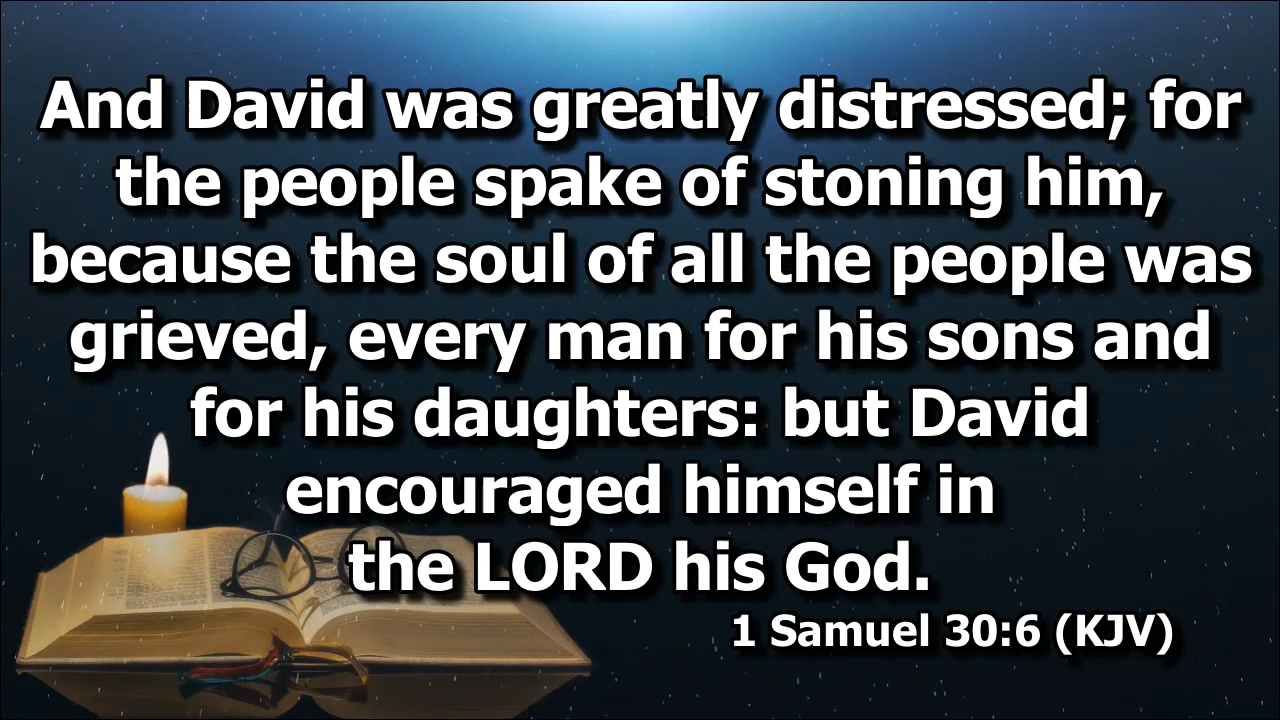 And David was greatly distressed; for
the people spake of stoning him,
because the soul of all the people was
grieved, every man for his sons and
for his daughters: but David
encouraged himself in
the LORD his God.
1 Samuel 30:6 (KJV)